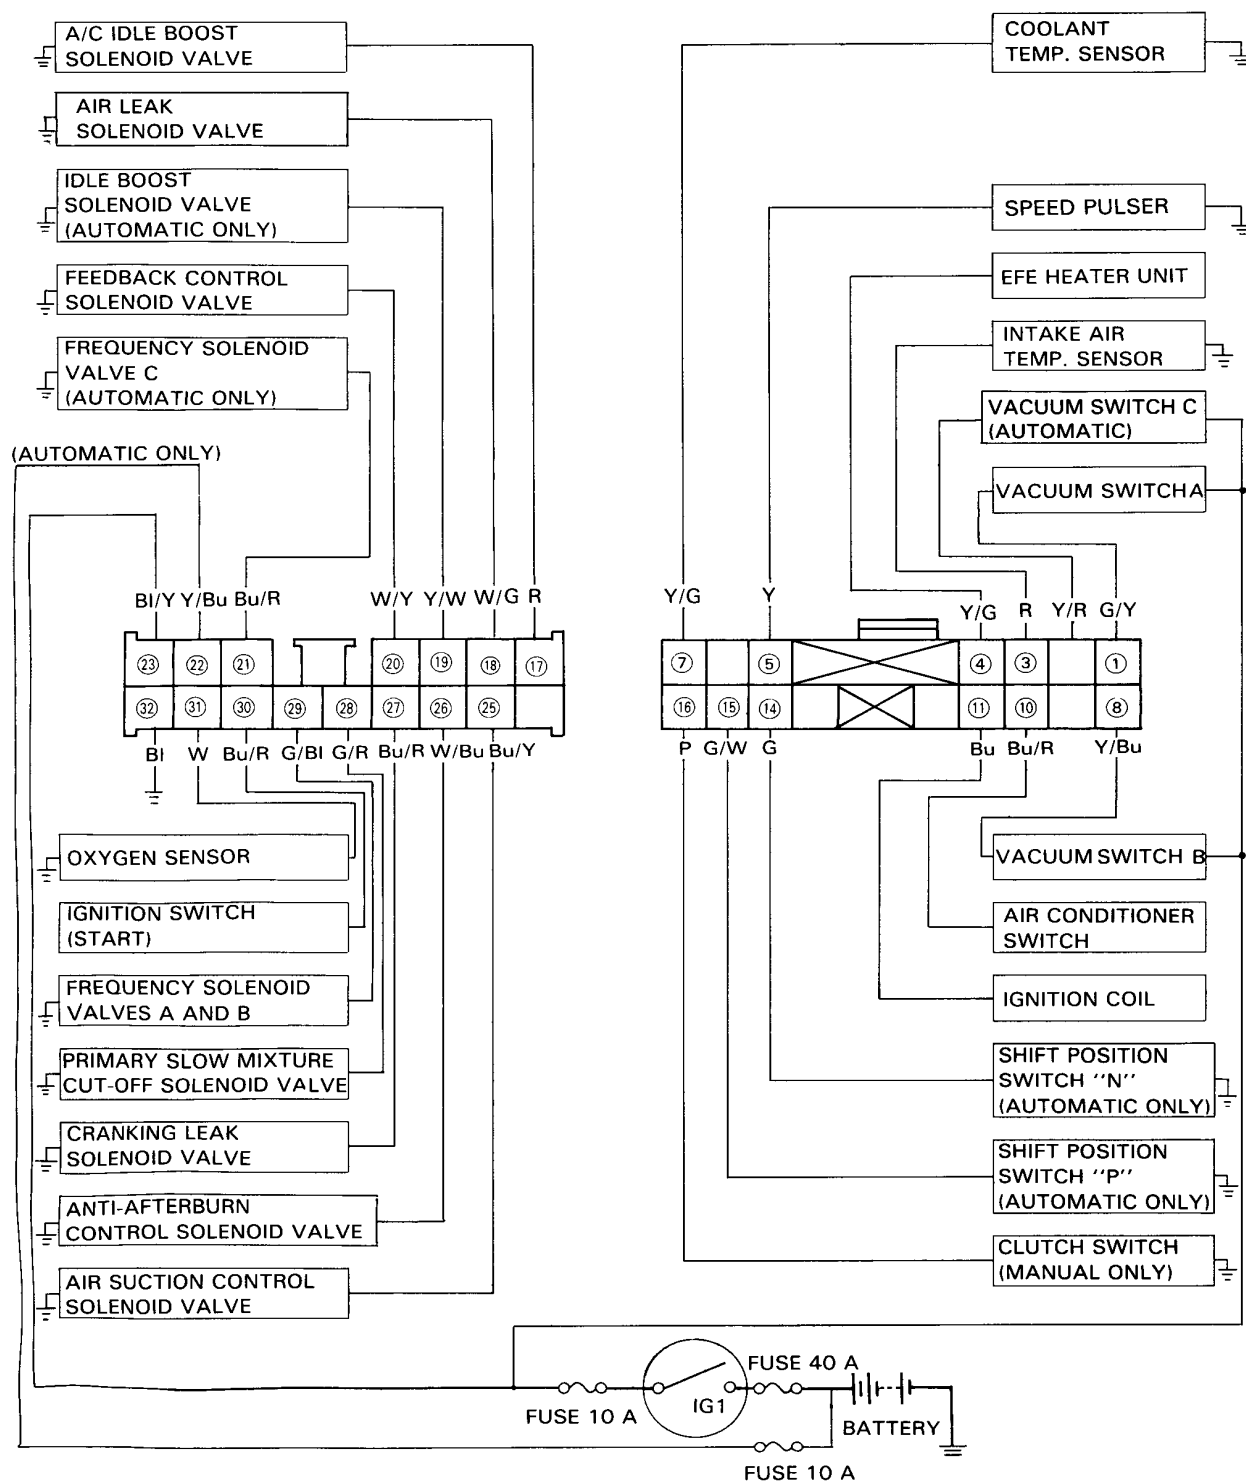 A/C IDLE BOOST
SOLENOID VALVE
AIR LEAK
SOLENOID VALVE
IDLE BOOST
SOLENOID VALVE
(AUTOMATIC ONLY)
FEEDBACK CONTROL
SOLENOID VALVE
FREQUENCY SOLENOID
VALVE C
(AUTOMATIC ONLY)
(AUTOMATIC ONLY)
COOLANT
TEMP. SENSOR
SPEED PULSER
EFE HEATER UNIT
INTAKE AIR
TEMP. SENSOR
VACUUM SWITCH C
(AUTOMATIC)
VACUUM SWITCH A
Bl/Y Y/Bu Bu/R W/Y Y/W W/G R
23 22 21 20 19 18 17
32 31 30 29 28 27 26 25
Bl W Bu/R G/Bl G/R Bu/R W/Bu Bu/Y
Y/G Y Y/G R Y/R G/Y
7 5 4 3 1
16 15 14 11 10 8
P G/W G Bu Bu/R Y/Bu
OXYGEN SENSOR
IGNITION SWITCH
(START)
FREQUENCY SOLENOID
VALVES A AND B
PRIMARY SLOW MIXTURE
CUT-OFF SOLENOID VALVE
CRANKING LEAK
SOLENOID VALVE
ANTI-AFTERBURN
CONTROL SOLENOID VALVE
AIR SUCTION CONTROL
SOLENOID VALVE
VACUUM SWITCH B
AIR CONDITIONER
SWITCH
IGNITION COIL
SHIFT POSITION
SWITCH "N"
(AUTOMATIC ONLY)
SHIFT POSITION
SWITCH "P"
(AUTOMATIC ONLY)
CLUTCH SWITCH
(MANUAL ONLY)
FUSE 40 A
FUSE 10 A
IG1
BATTERY
FUSE 10 A